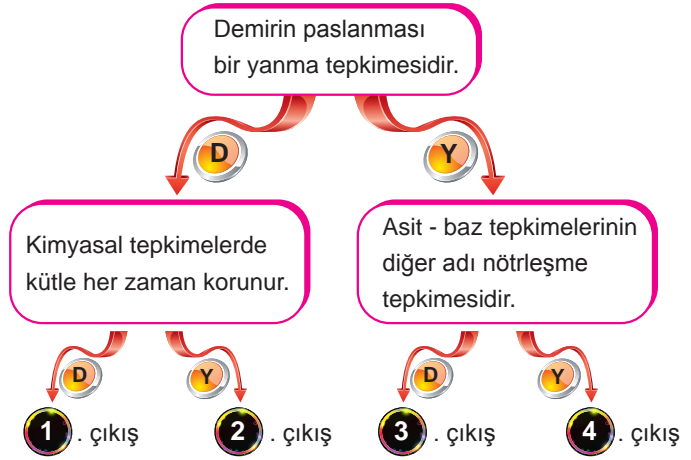 Demirin paslanması
bir yanma tepkimesidir.
D
Y
Kimyasal tepkimelerde
kütle her zaman korunur.
Asit - baz tepkimelerinin
diğer adı nötrleşme
tepkimesidir.
D
Y
D
Y
1 . çıkış
2 . çıkış
3 . çıkış
4 . çıkış